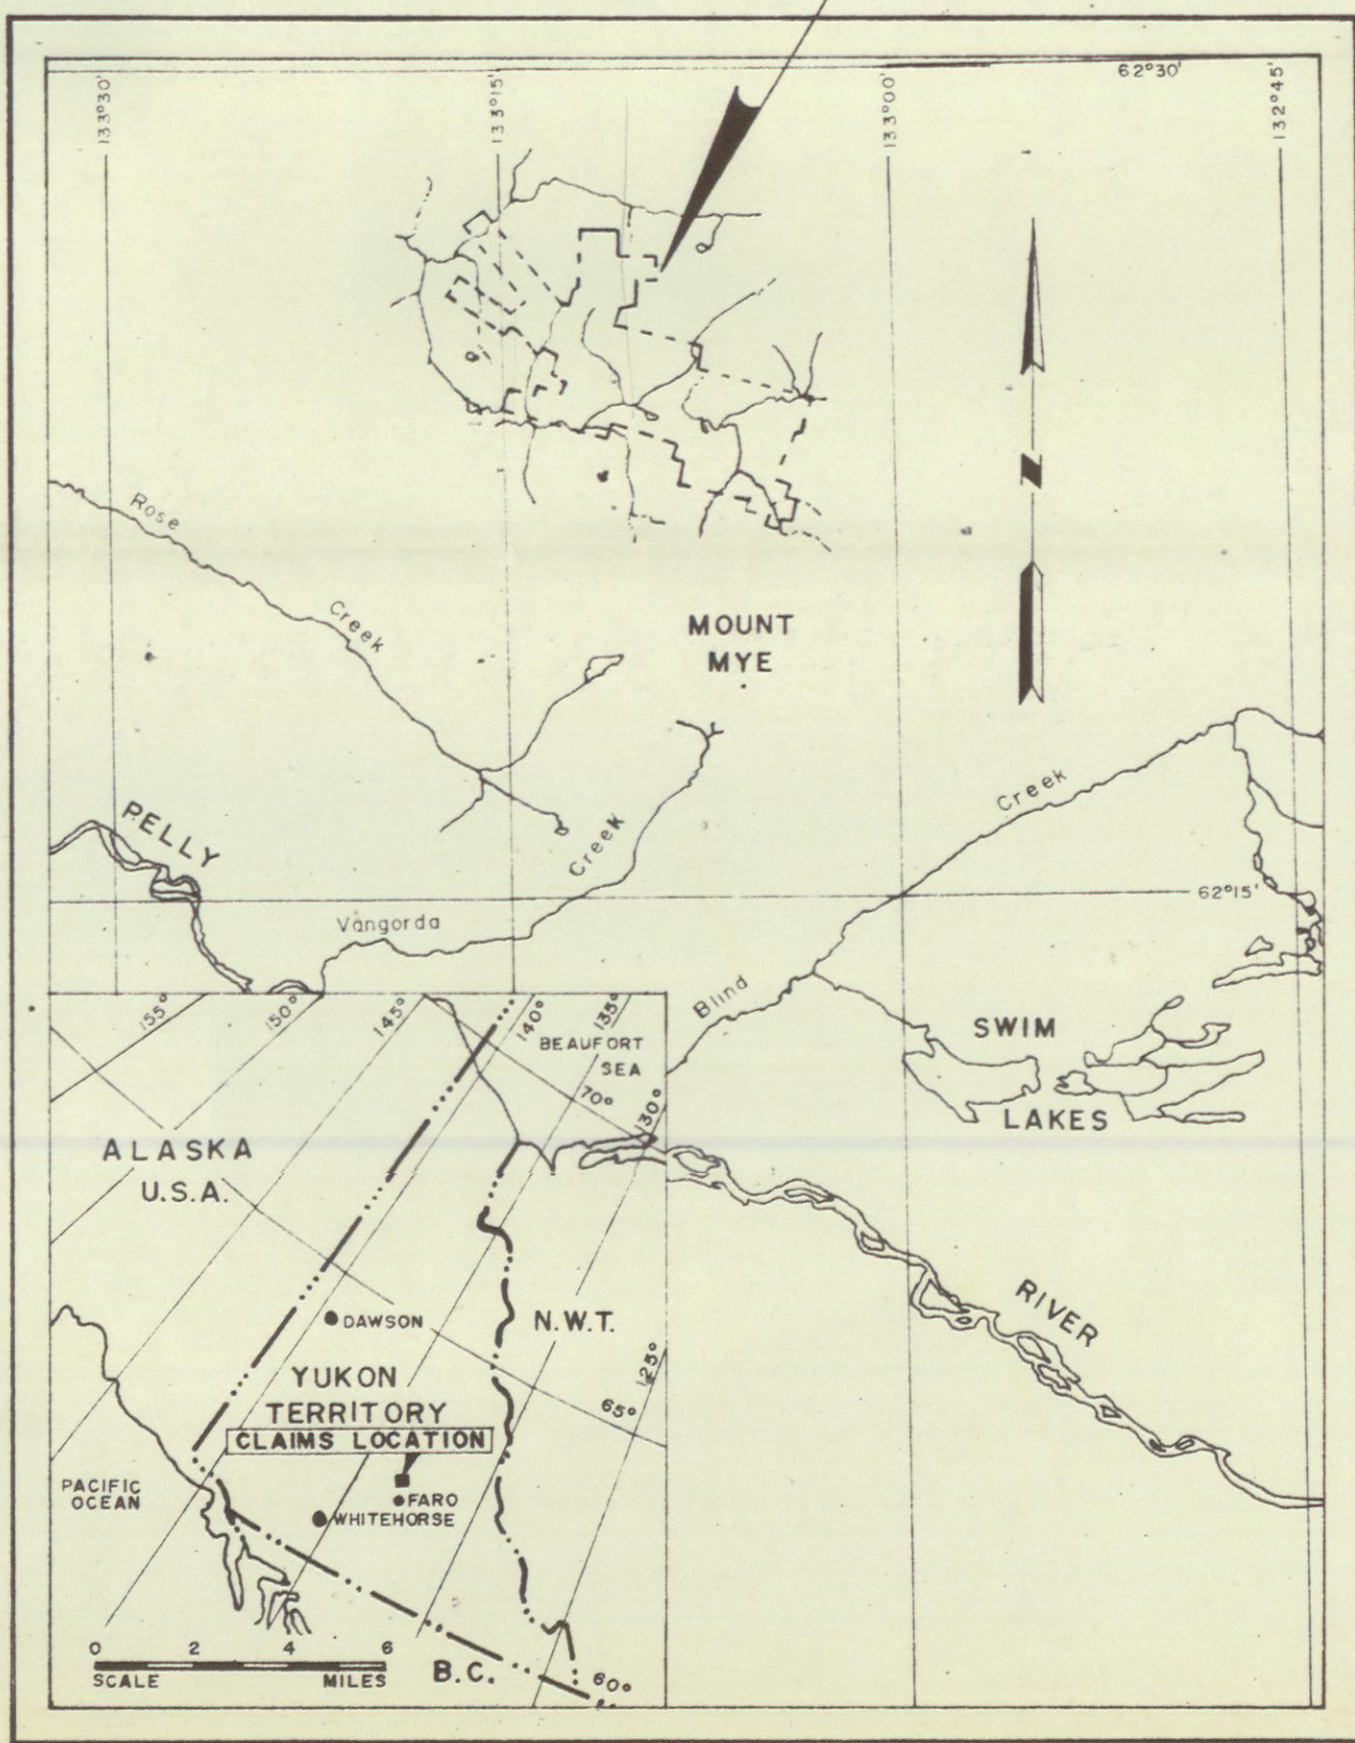 133°30'
133°15'
133°00'
62°30'
132°45'
N
Rose
Creek
MOUNT
MYE
PELLY
Creek
Creek
62°15'
Vangorda
Blind
SWIM
LAKES
RIVER
155°
150°
145°
140°
135°
BEAUFORT
SEA
70°
130°
ALASKA
U.S.A.
DAWSON
N.W.T.
YUKON
TERRITORY
125°
65°
CLAIMS LOCATION
PACIFIC
OCEAN
FARO
WHITEHORSE
0 2 4 6
SCALE MILES
B.C.
60°